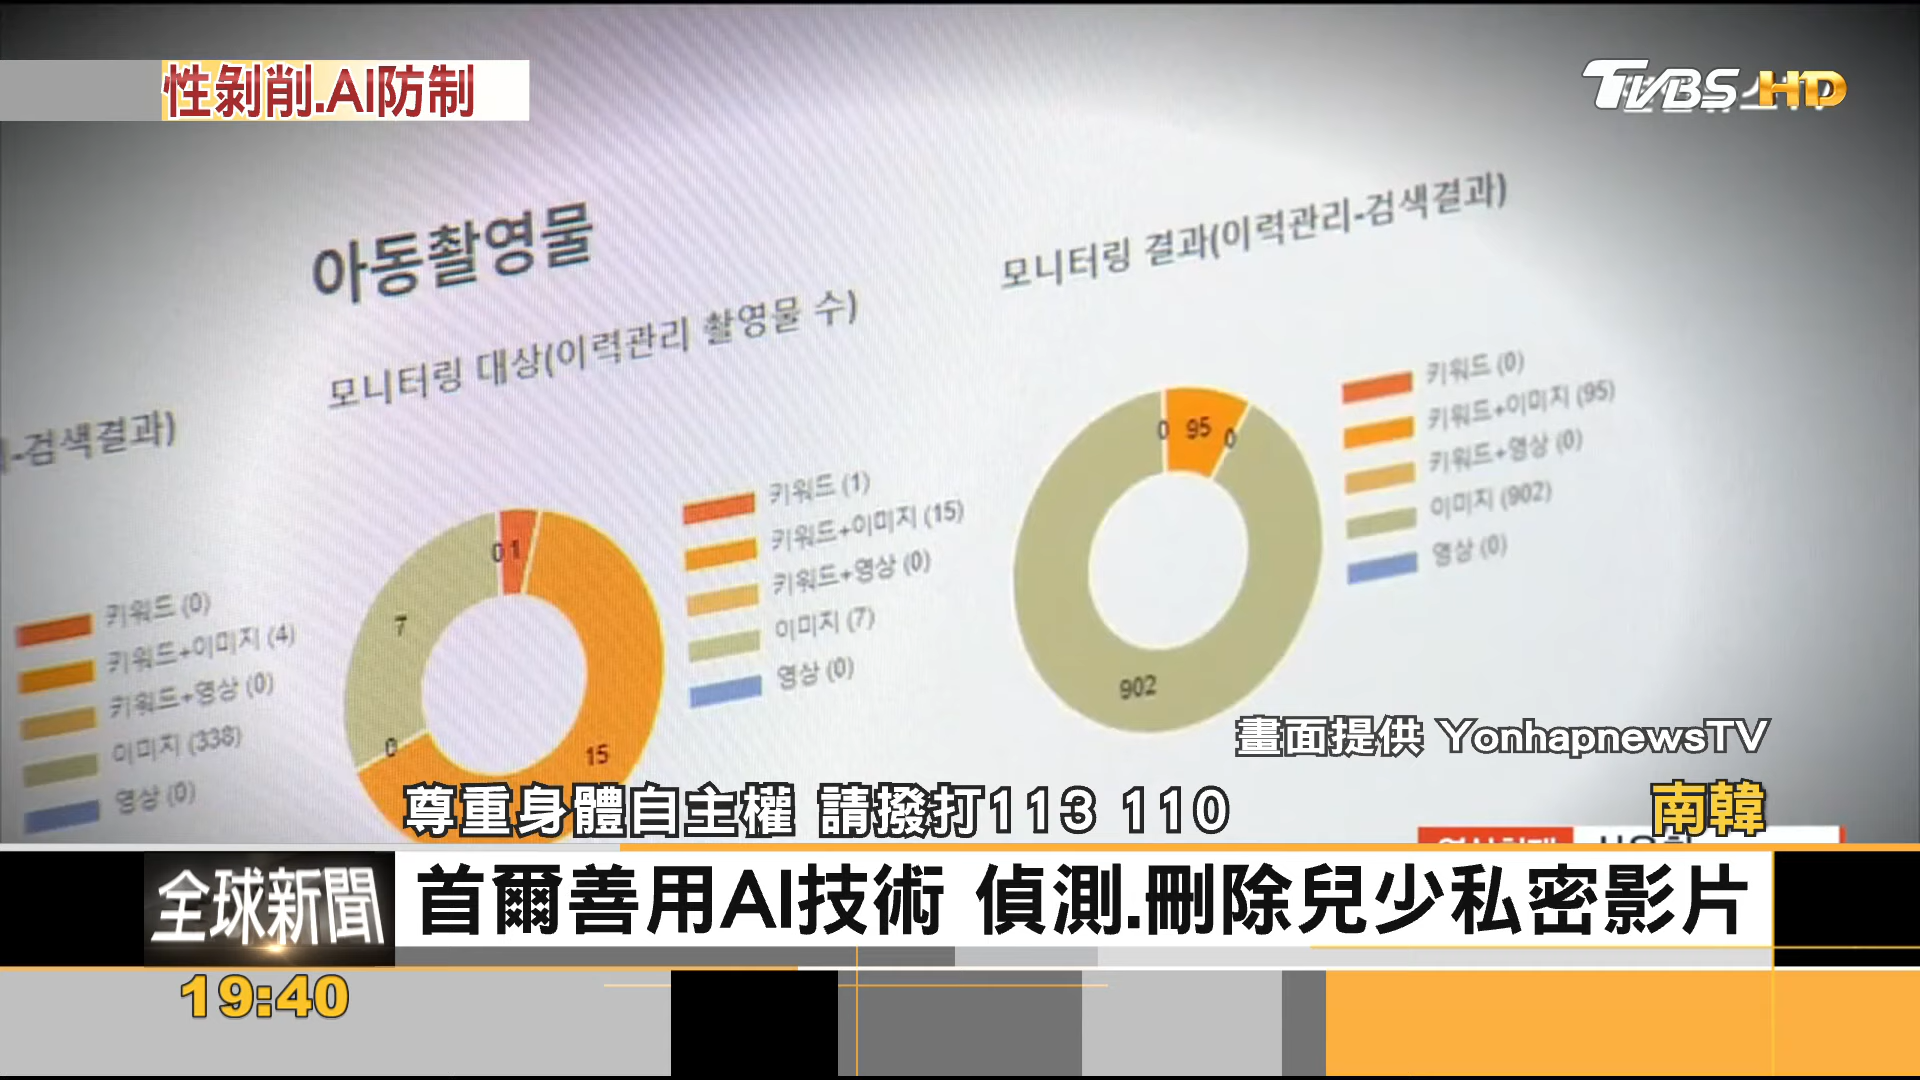 性剝削.AI防制
TVBS HD
아동촬영물
모니터링 대상(이력관리 촬영물 수)
모니터링 결과(이력관리-검색결과)
-검색결과)
키워드 (0)
키워드+이미지 (4)
키워드+영상 (0)
이미지 (338)
영상 (0)
0 1
7
0
15
키워드 (1)
키워드+이미지 (15)
키워드+영상 (0)
이미지 (7)
영상 (0)
0 95 0
902
키워드 (0)
키워드+이미지 (95)
키워드+영상 (0)
이미지 (902)
영상 (0)
畫面提供 YonhapnewsTV
尊重身體自主權 請撥打113 110
南韓
全球新聞
首爾善用AI技術 偵測.刪除兒少私密影片
19:40